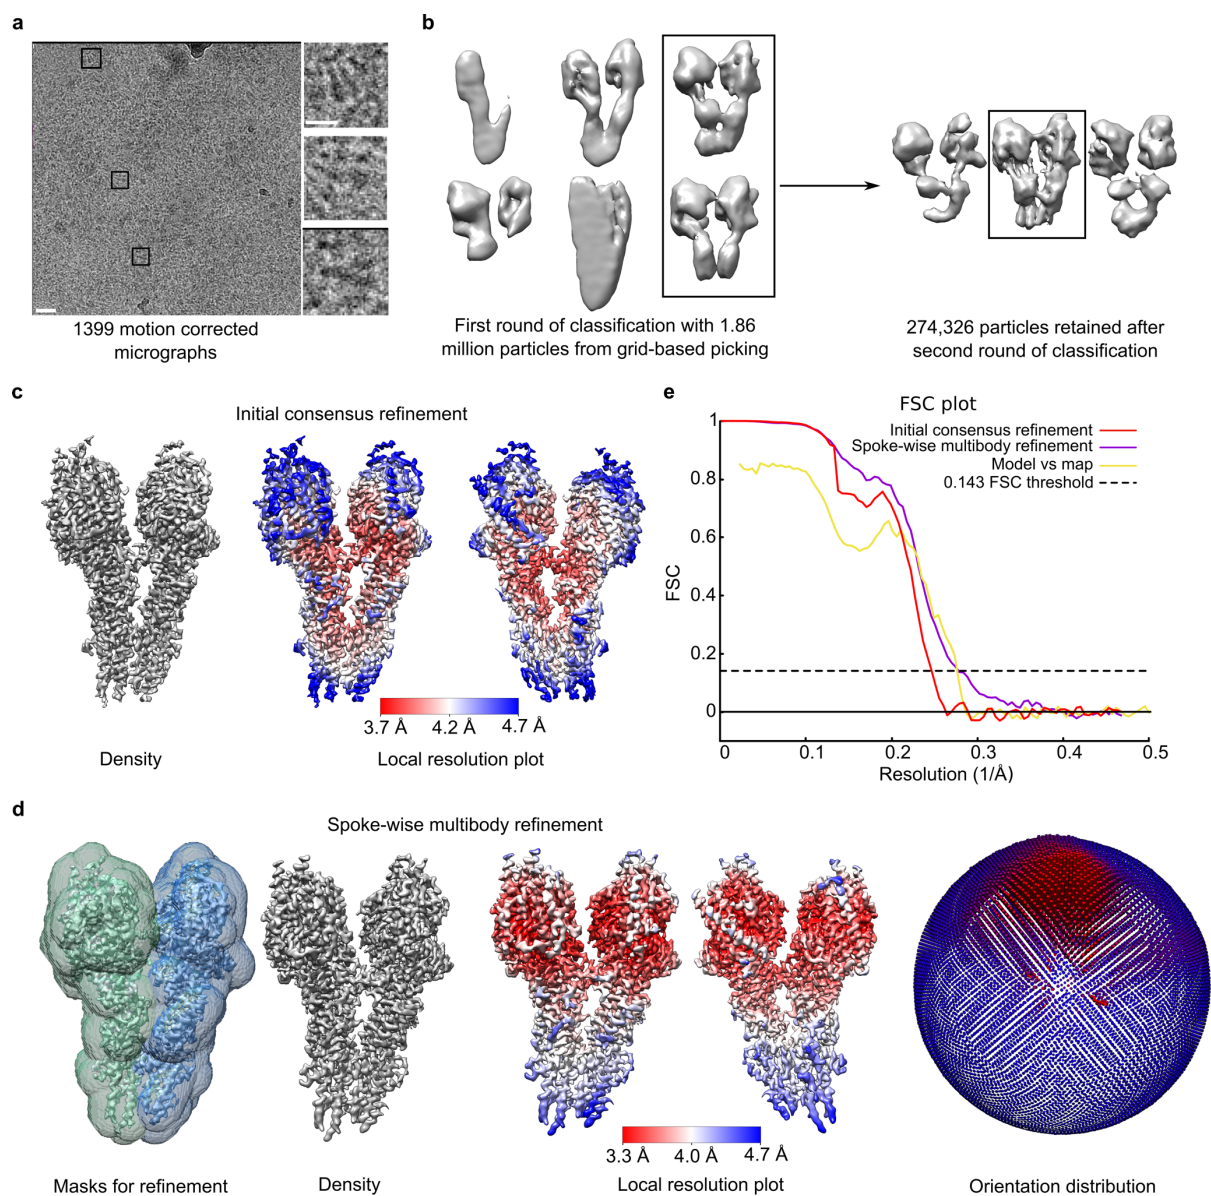 a
1399 motion corrected
micrographs
b
First round of classification with 1.86
million particles from grid-based picking
274,326 particles retained after
second round of classification
c
Initial consensus refinement
3.7 Å 4.2 Å 4.7 Å
Density
Local resolution plot
e
FSC plot
Initial consensus refinement
Spoke-wise multibody refinement
Model vs map
0.143 FSC threshold
1
0.8
0.6
0.4
0.2
0
FSC
0 0.1 0.2 0.3 0.4 0.5
Resolution (1/Å)
d
Spoke-wise multibody refinement
3.3 Å 4.0 Å 4.7 Å
Masks for refinement
Density
Local resolution plot
Orientation distribution